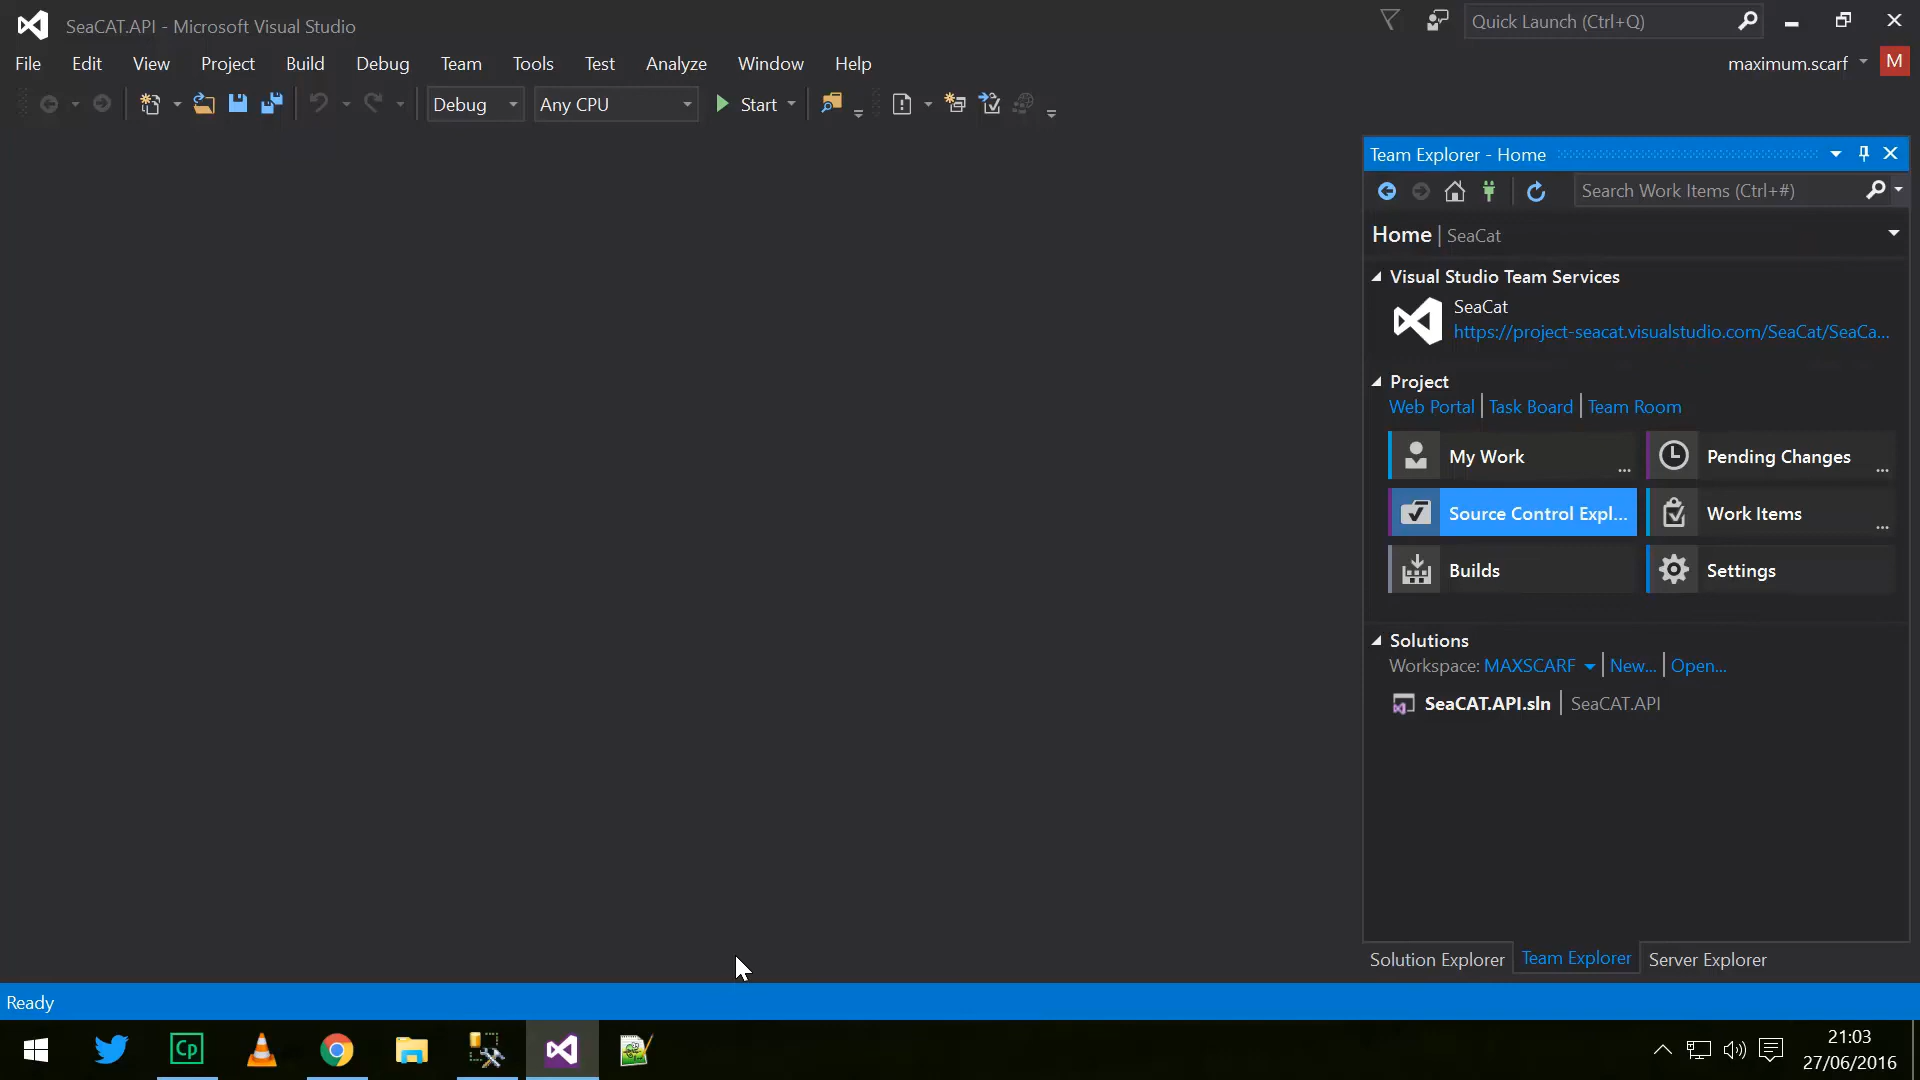 SeaCAT.API - Microsoft Visual Studio
Quick Launch (Ctrl+Q)
File Edit View Project Build Debug Team Tools Test Analyze Window Help
maximum.scarf M
Debug Any CPU Start
Team Explorer - Home
Search Work Items (Ctrl+#)
Home | SeaCat
Visual Studio Team Services
SeaCat
https://project-seacat.visualstudio.com/SeaCat/SeaCa...
Project
Web Portal | Task Board | Team Room
My Work ... Pending Changes ...
Source Control Expl... Work Items ...
Builds Settings
Solutions
Workspace: MAXSCARF | New... | Open...
SeaCAT.API.sln | SeaCAT.API
Solution Explorer Team Explorer Server Explorer
Ready
Cp
21:03
27/06/2016